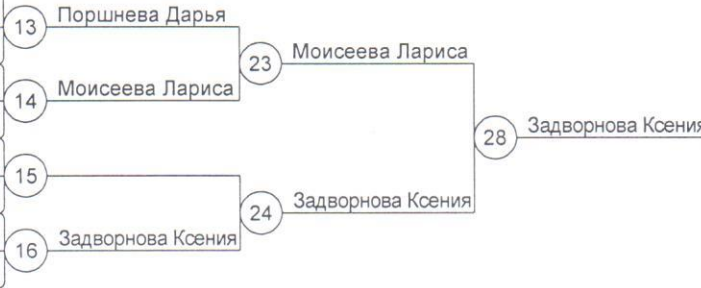 13 Поршнева Дарья
23 Моисеева Лариса
14 Моисеева Лариса
28 Задворнова Ксения
15
24 Задворнова Ксения
16 Задворнова Ксения